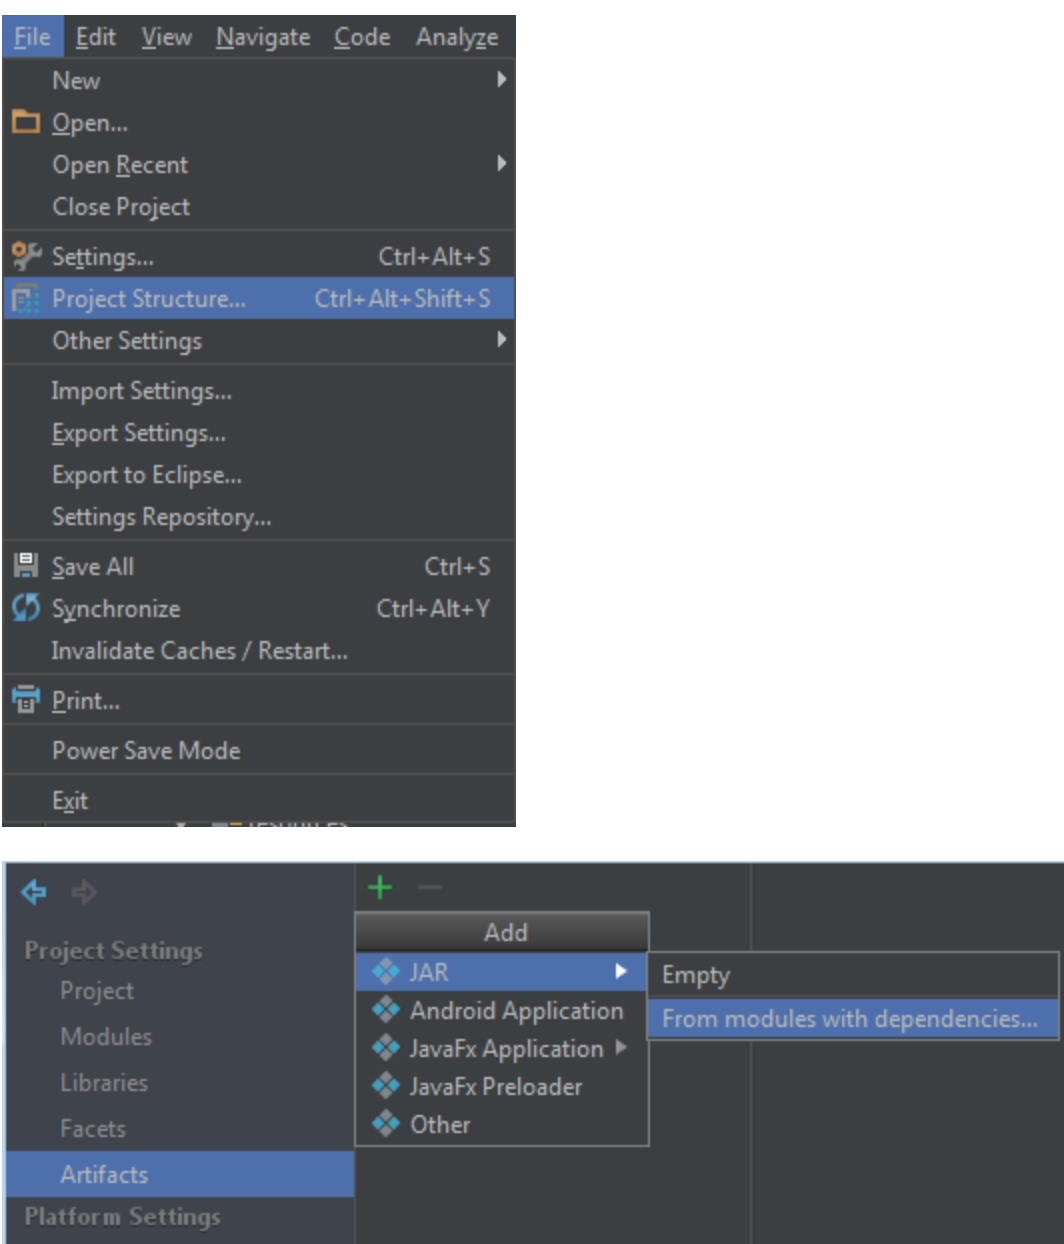 File Edit View Navigate Code Analyze
New
Open...
Open Recent
Close Project
Settings... Ctrl+Alt+S
Project Structure... Ctrl+Alt+Shift+S
Other Settings
Import Settings...
Export Settings...
Export to Eclipse...
Settings Repository...
Save All Ctrl+S
Synchronize Ctrl+Alt+Y
Invalidate Caches / Restart...
Print...
Power Save Mode
Exit
Project Settings
Project
Modules
Libraries
Facets
Artifacts
Platform Settings
Add
JAR
Android Application
JavaFx Application
JavaFx Preloader
Other
Empty
From modules with dependencies...